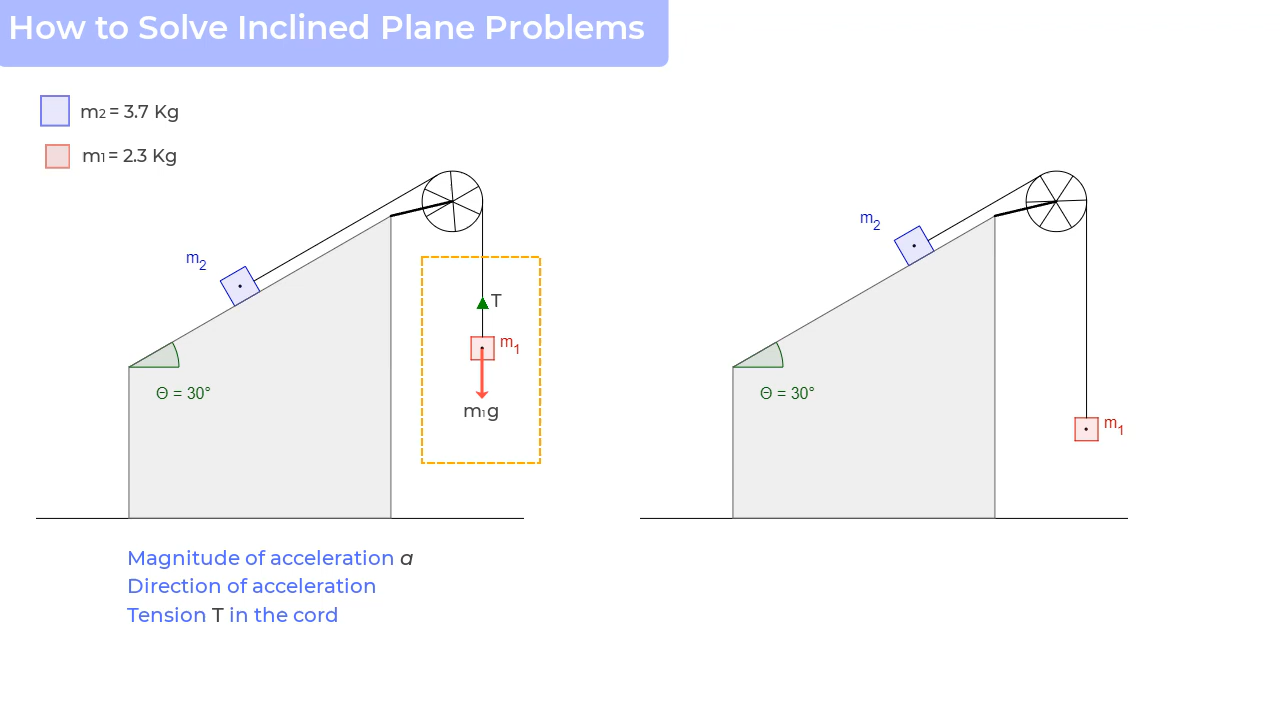 How to Solve Inclined Plane Problems
m₂ = 3.7 Kg
m₁ = 2.3 Kg
m₂
T
m₁
Θ = 30°
m₁g
m₂
Θ = 30°
m₁
Magnitude of acceleration a
Direction of acceleration
Tension T in the cord